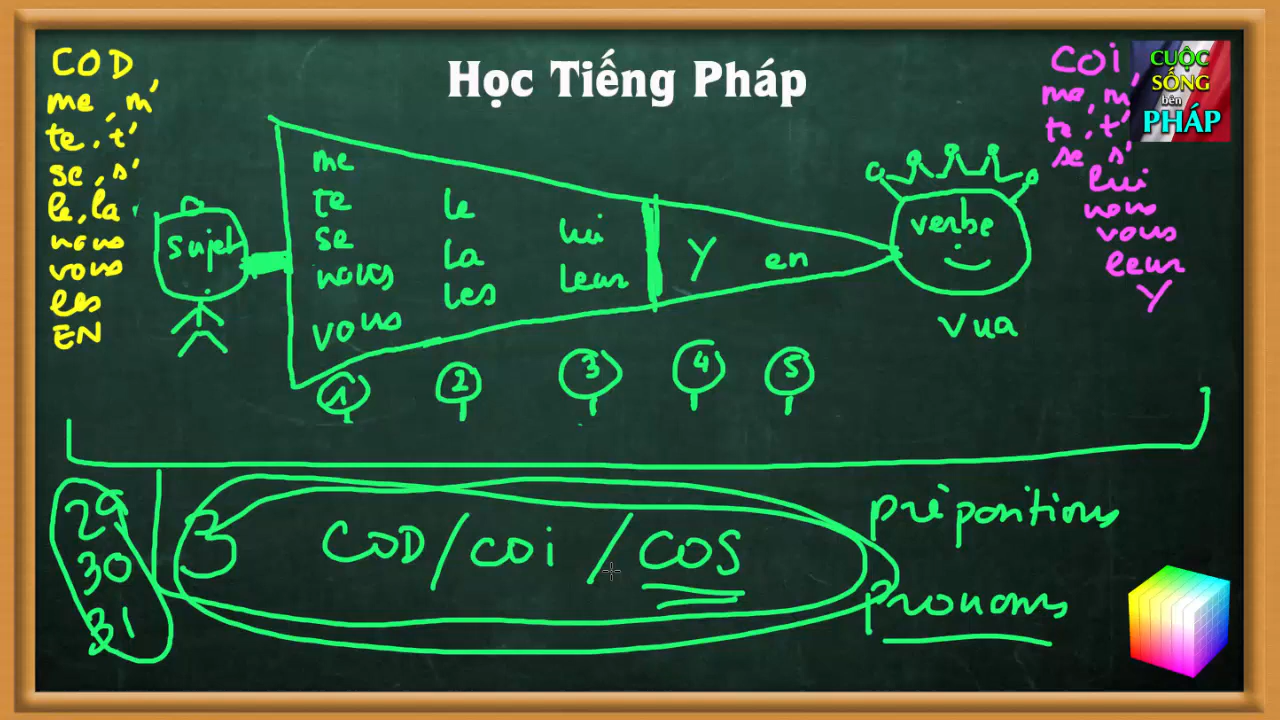 Học Tiếng Pháp
COD
me, m'
te, t'
se, s'
le, la
nous
vous
les
EN
sujet
me
te
se
nous
vous
le
la
les
lui
leur
Y
en
verbe
vua
1 2 3 4 5
COI
me, m'
te, t'
se, s'
lui
nous
vous
leur
Y
CUỘC
SỐNG
bên
PHÁP
29
30
31
3 COD/COI/COS
prépositions
pronoms